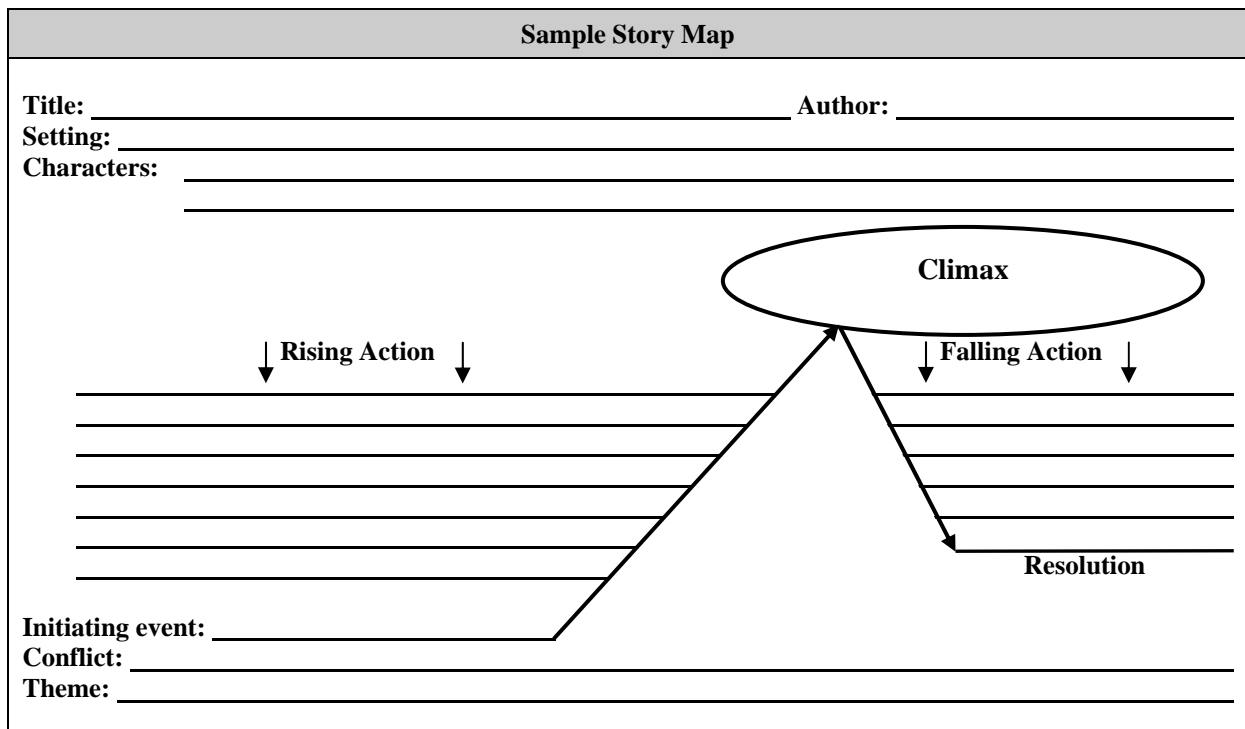 Sample Story Map
Title: Author:
Setting:
Characters:
Climax
Rising Action Falling Action
Resolution
Initiating event:
Conflict:
Theme: